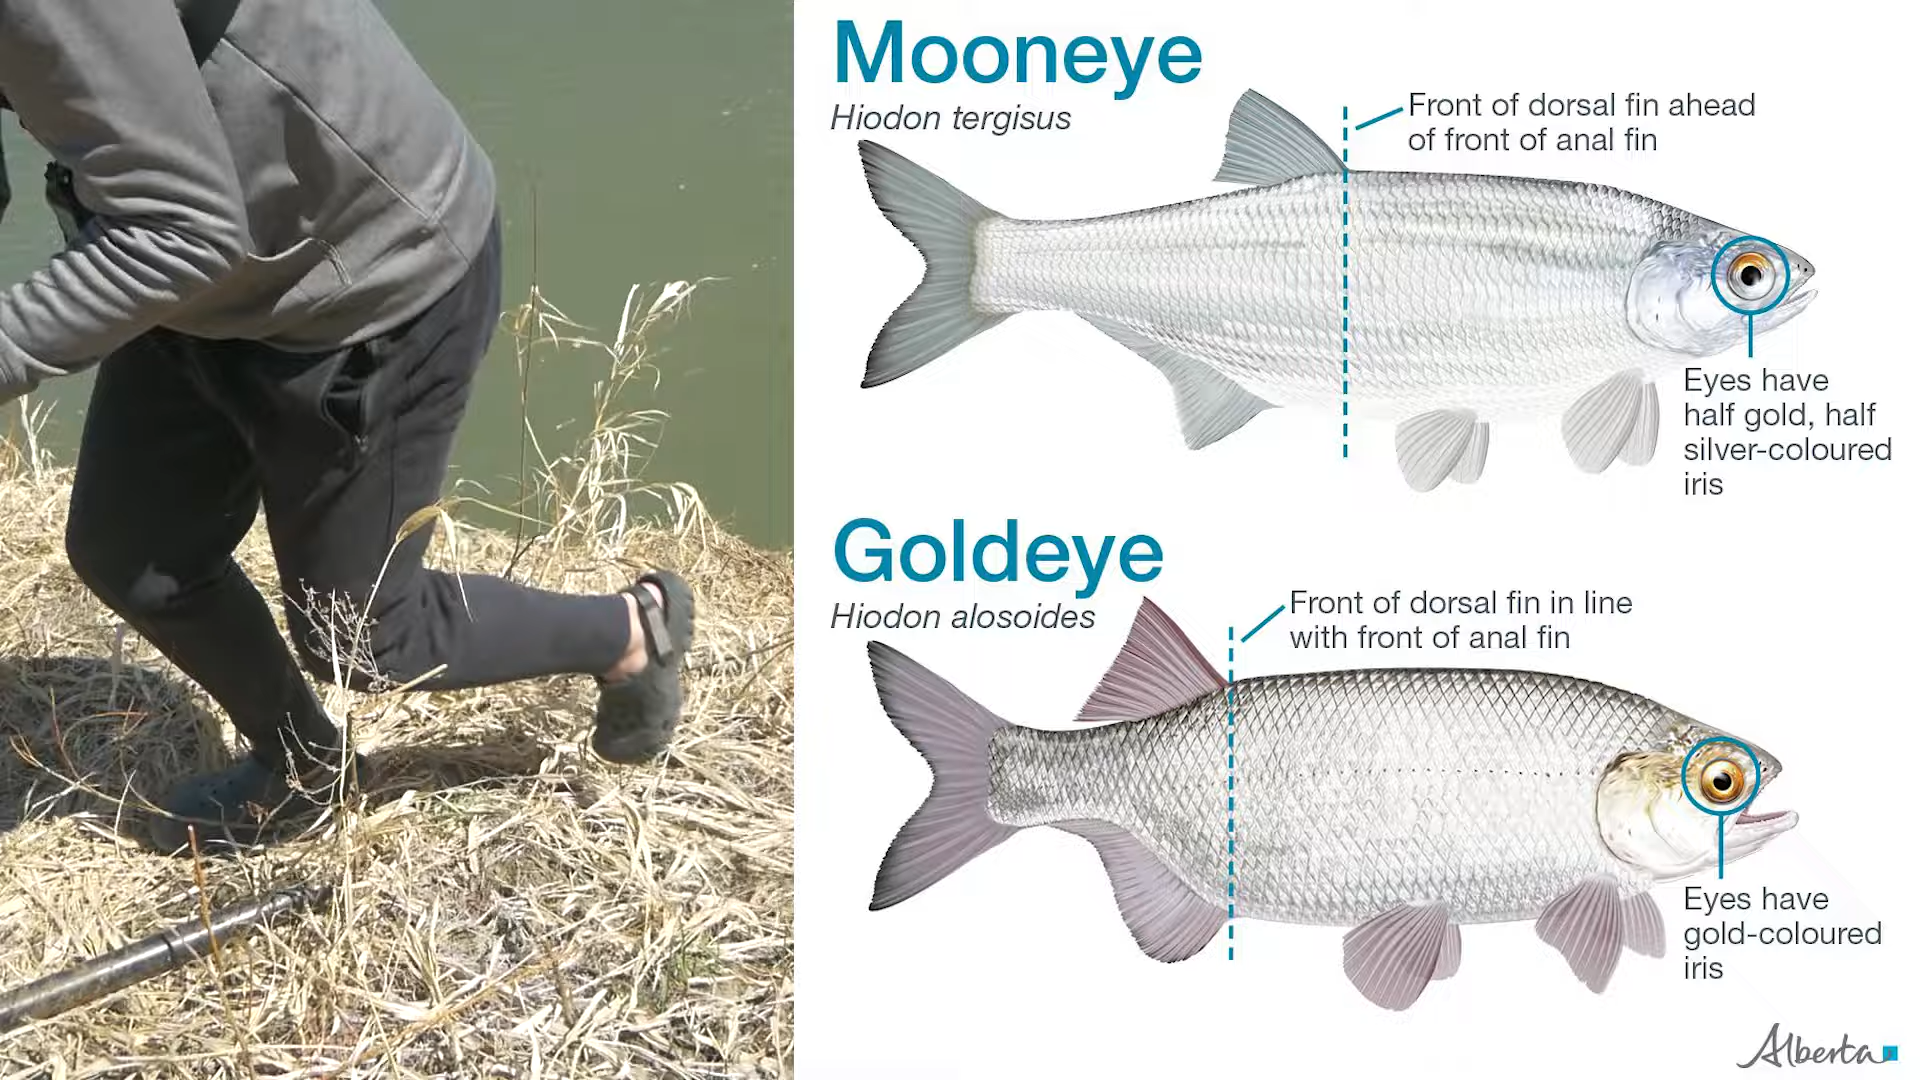 Mooneye
Hiodon tergisus
Front of dorsal fin ahead
of front of anal fin
Eyes have
half gold, half
silver-coloured
iris
Goldeye
Hiodon alosoides
Front of dorsal fin in line
with front of anal fin
Eyes have
gold-coloured
iris
Alberta